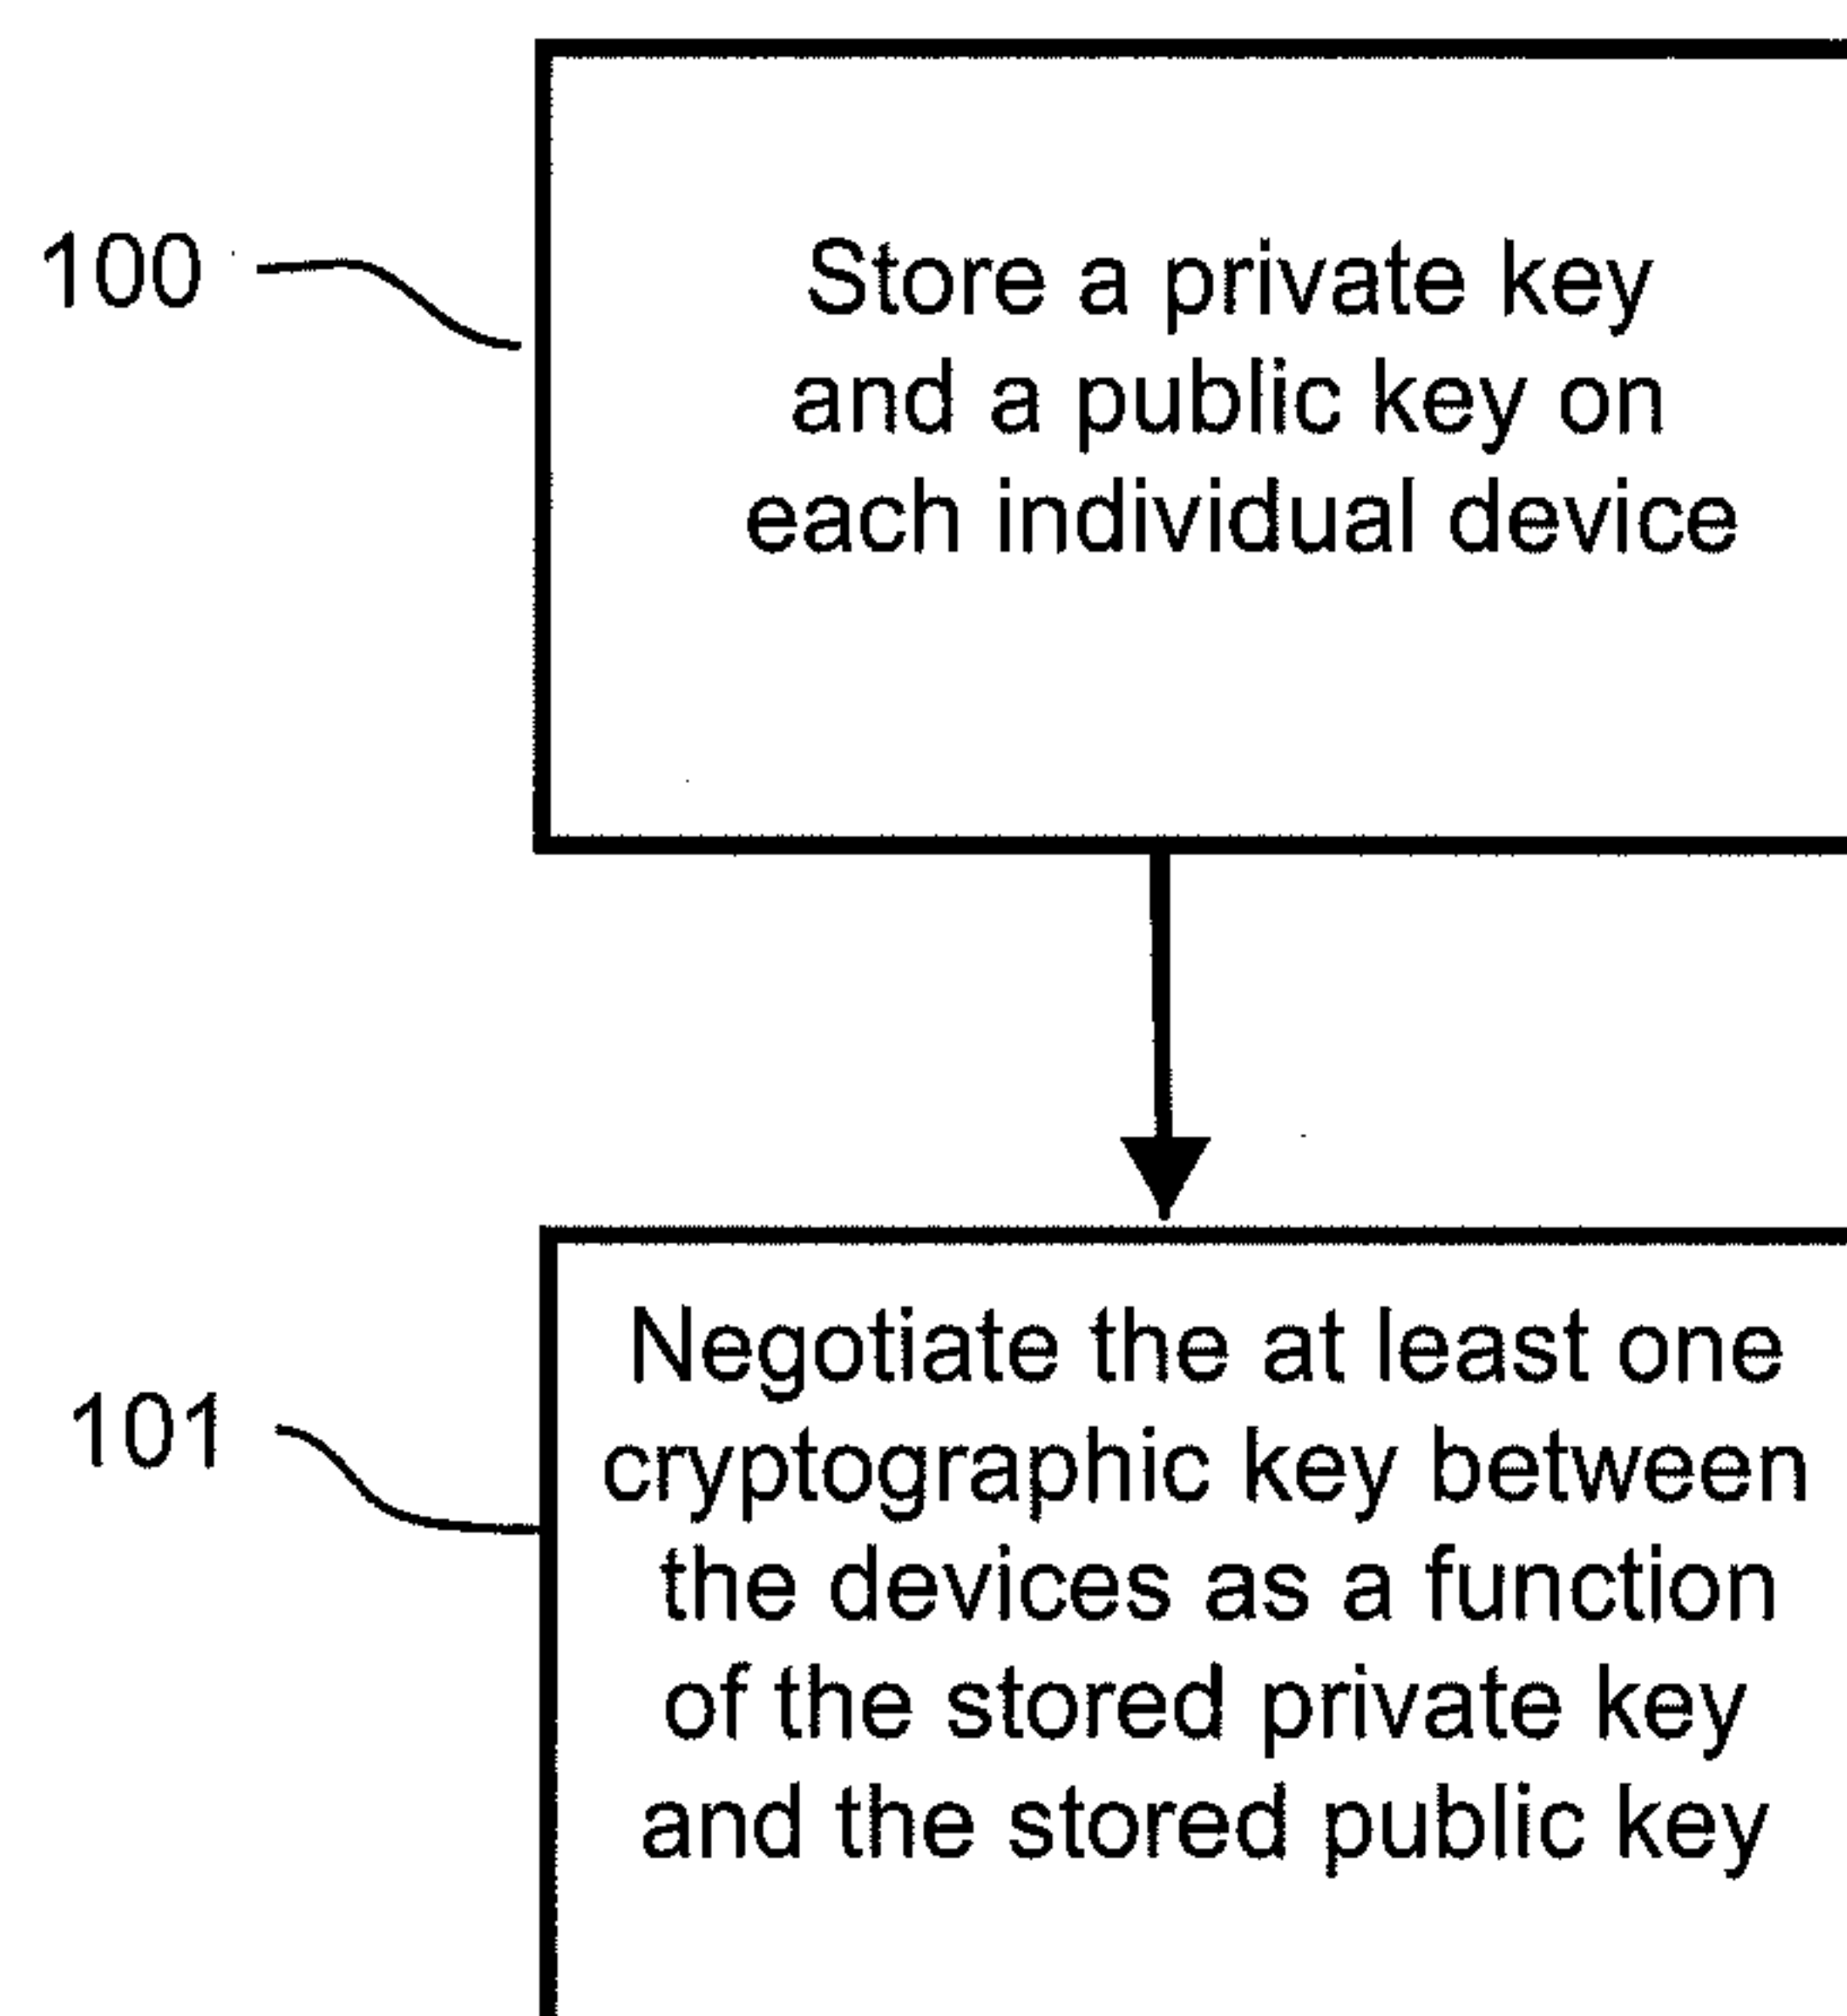 100
Store a private key
and a public key on
each individual device
101
Negotiate the at least one
cryptographic key between
the devices as a function
of the stored private key
and the stored public key